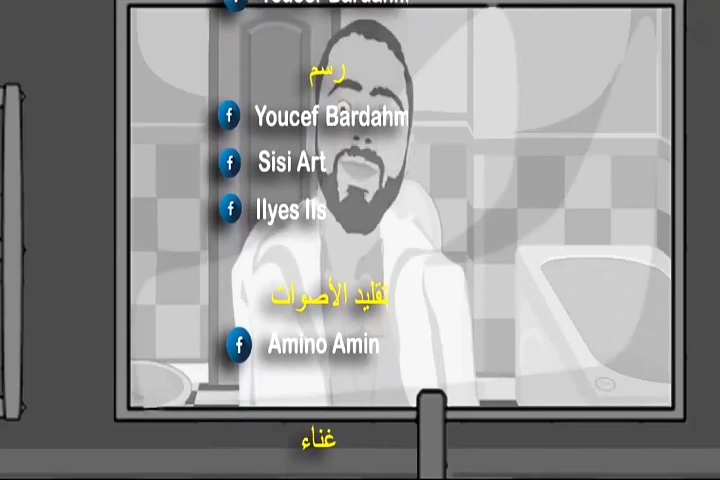 رسم
Youcef Bardahm
Sisi Art
Ilyes Ils
تقليد الأصوات
Amino Amin
غناء